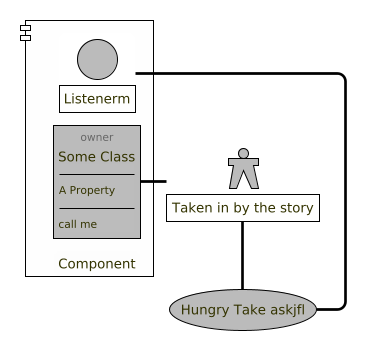 Listenerm
owner
Some Class
A Property
call me
Component
Taken in by the story
Hungry Take askjfl